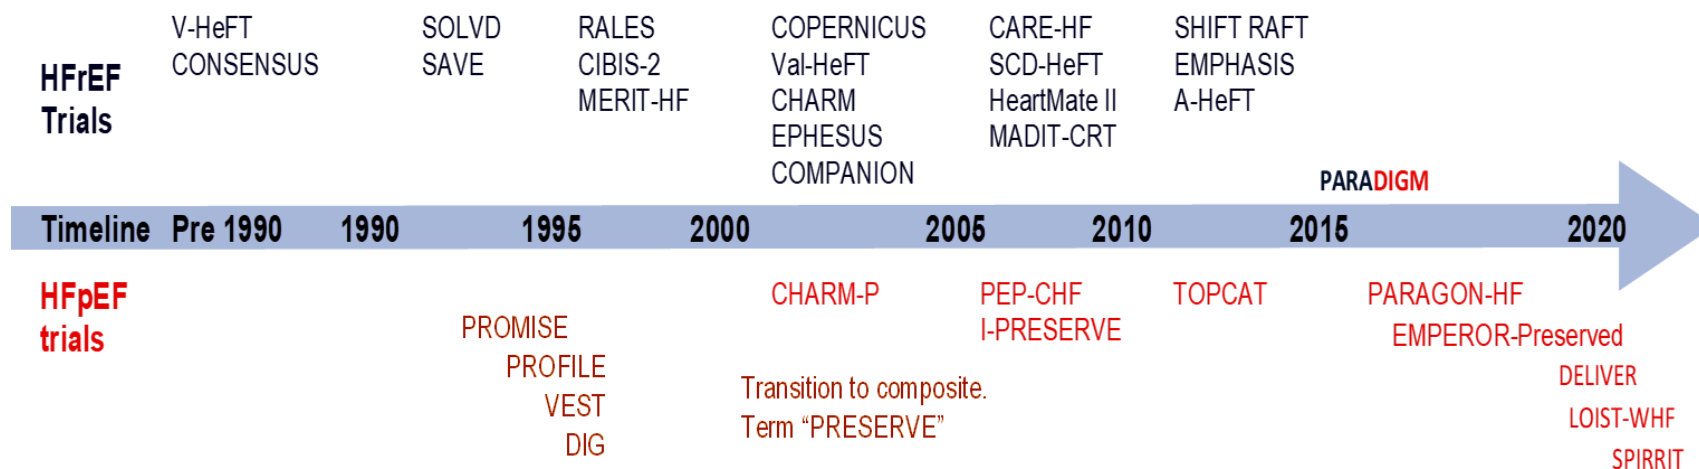 HFrEF
Trials
V-HeFT
CONSENSUS
SOLVD
SAVE
RALES
CIBIS-2
MERIT-HF
COPERNICUS
Val-HeFT
CHARM
EPHESUS
COMPANION
CARE-HF
SCD-HeFT
HeartMate II
MADIT-CRT
SHIFT RAFT
EMPHASIS
A-HeFT
PARADIGM
Timeline Pre 1990 1990 1995 2000 2005 2010 2015 2020
HFpEF
trials
PROMISE
PROFILE
VEST
DIG
CHARM-P
Transition to composite.
Term “PRESERVE”
PEP-CHF
I-PRESERVE
TOPCAT
PARAGON-HF
EMPEROR-Preserved
DELIVER
LOIST-WHF
SPIRRIT